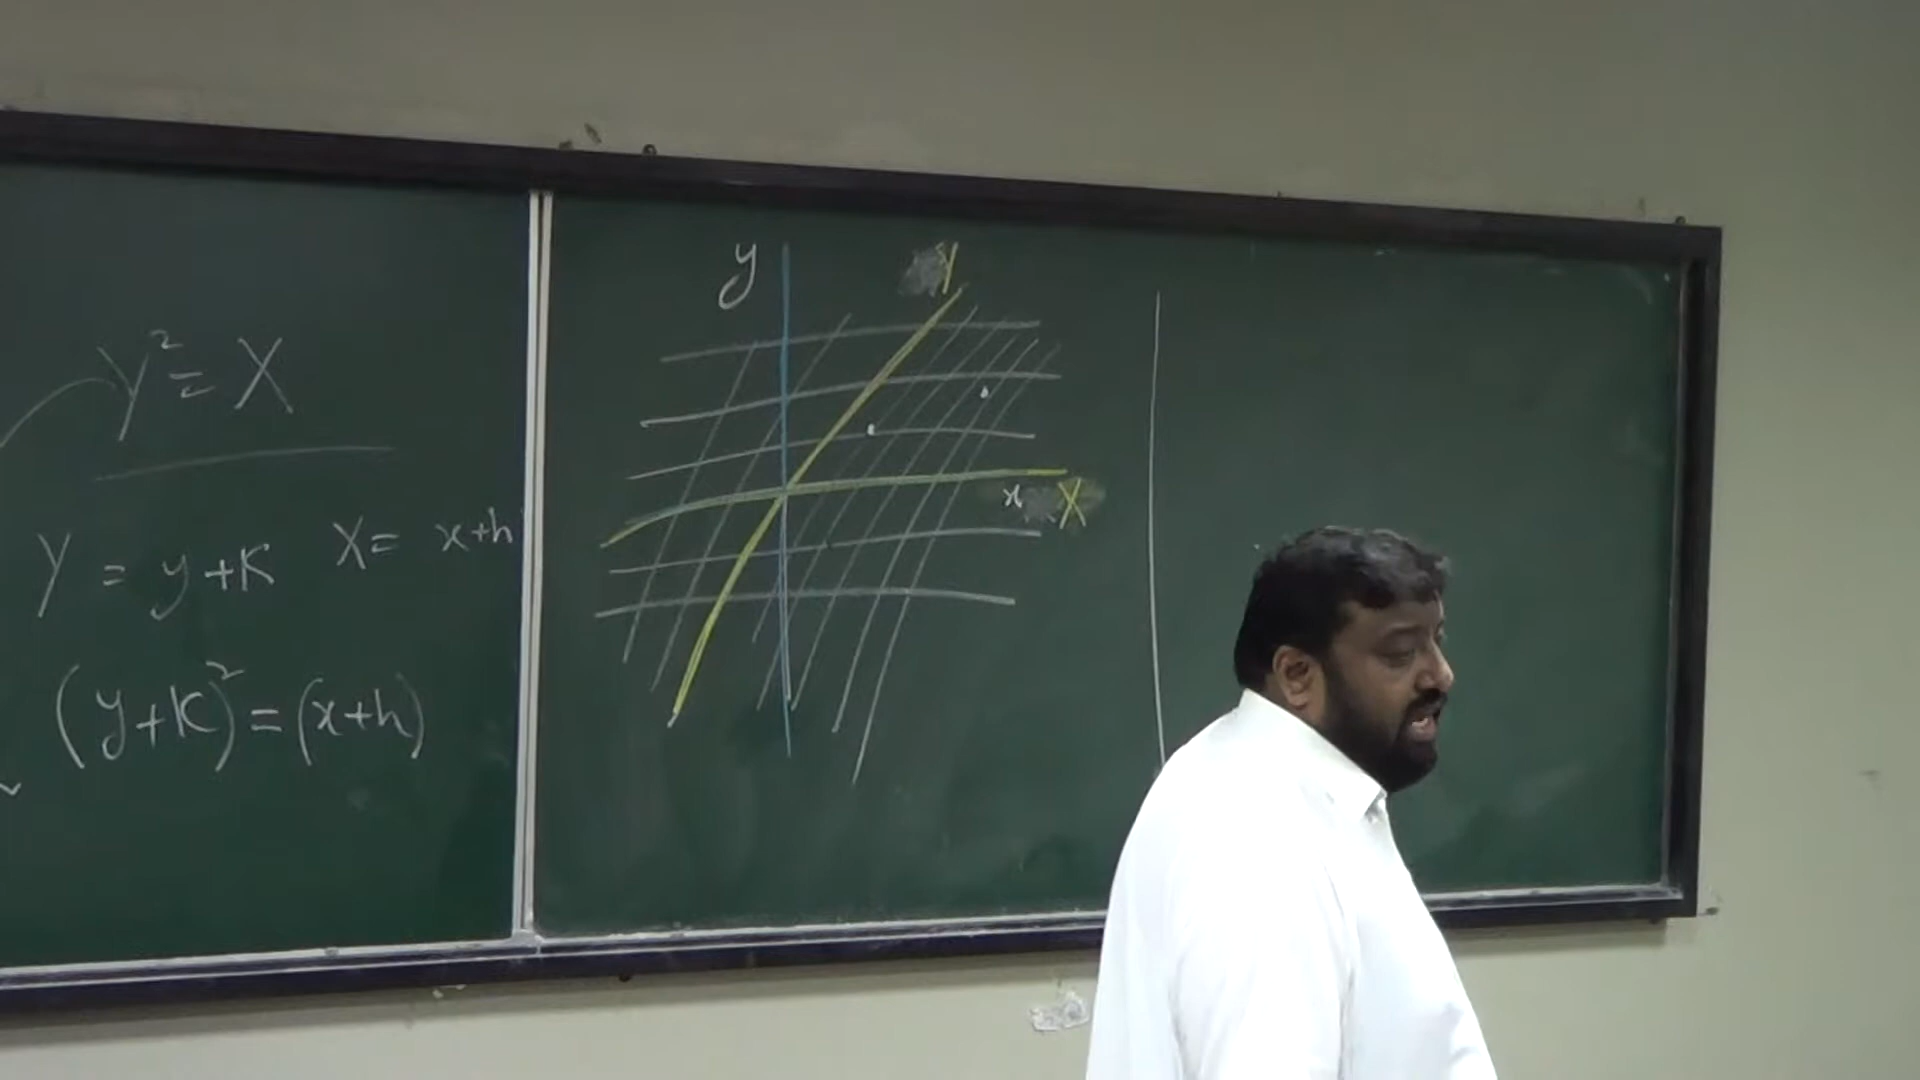 Y² = X
Y = y+K X = x+h
(y+K)² = (x+h)
y Y
x X